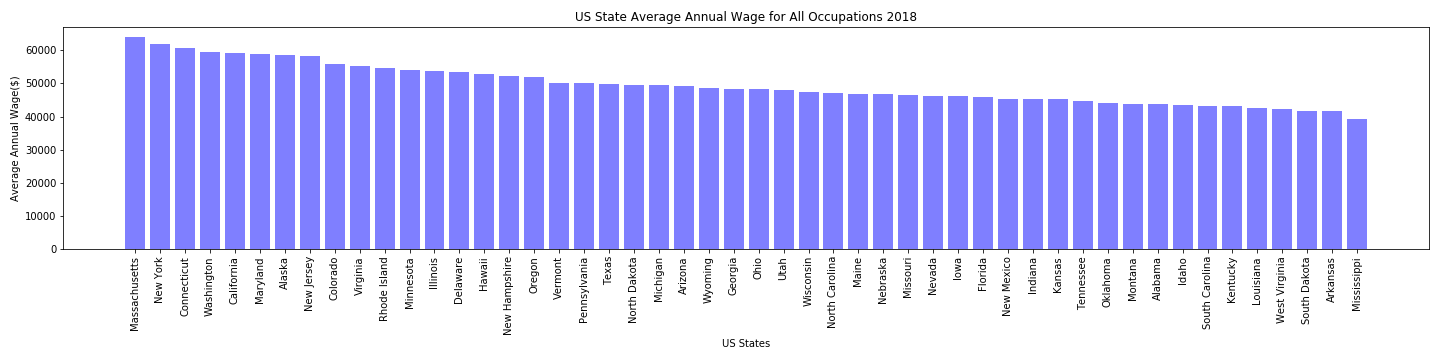 US State Average Annual Wage for All Occupations 2018
Average Annual Wage($)
60000
50000
40000
30000
20000
10000
0
Massachusetts
New York
Connecticut
Washington
California
Maryland
Alaska
New Jersey
Colorado
Virginia
Rhode Island
Minnesota
Illinois
Delaware
Hawaii
New Hampshire
Oregon
Vermont
Pennsylvania
Texas
North Dakota
Michigan
Arizona
Wyoming
Georgia
Ohio
Utah
Wisconsin
North Carolina
Maine
Nebraska
Missouri
Nevada
Iowa
Florida
New Mexico
Indiana
Kansas
Tennessee
Oklahoma
Montana
Alabama
Idaho
South Carolina
Kentucky
Louisiana
West Virginia
South Dakota
Arkansas
Mississippi
US States